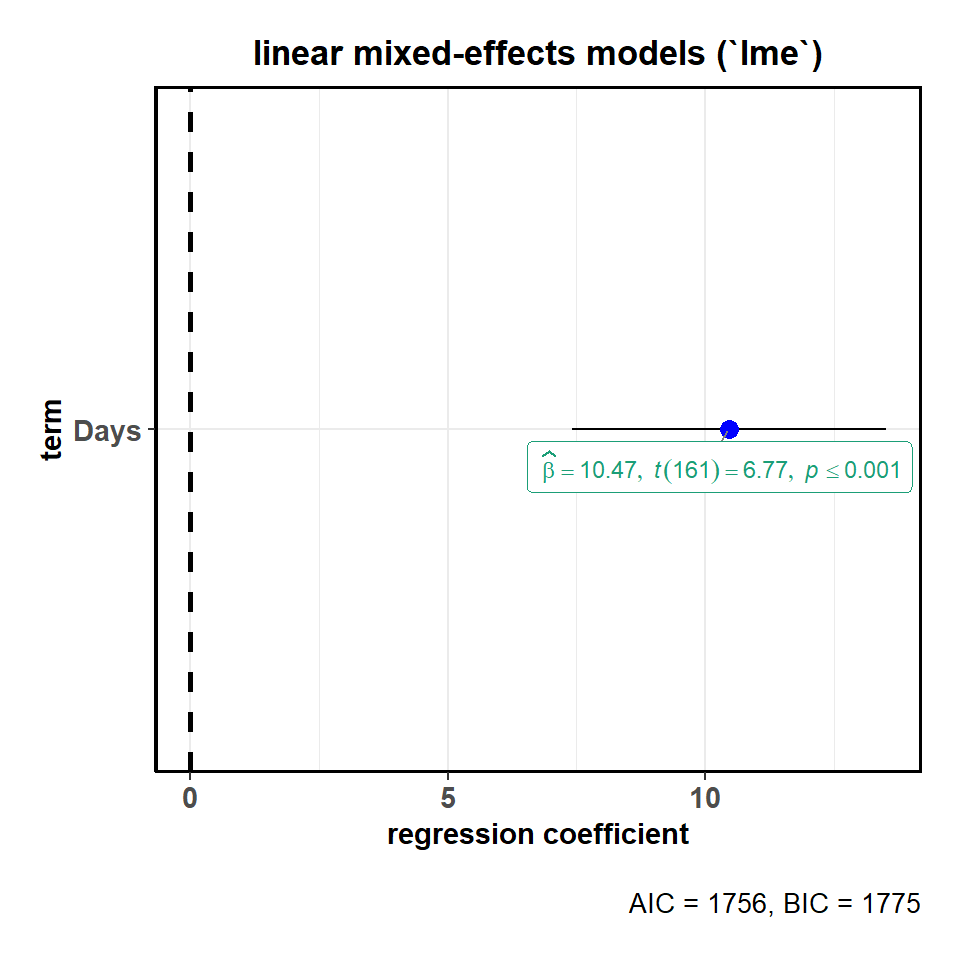 linear mixed-effects models (`lme`)
term
Days
β̂ = 10.47, t(161) = 6.77, p ≤ 0.001
0 5 10
regression coefficient
AIC = 1756, BIC = 1775